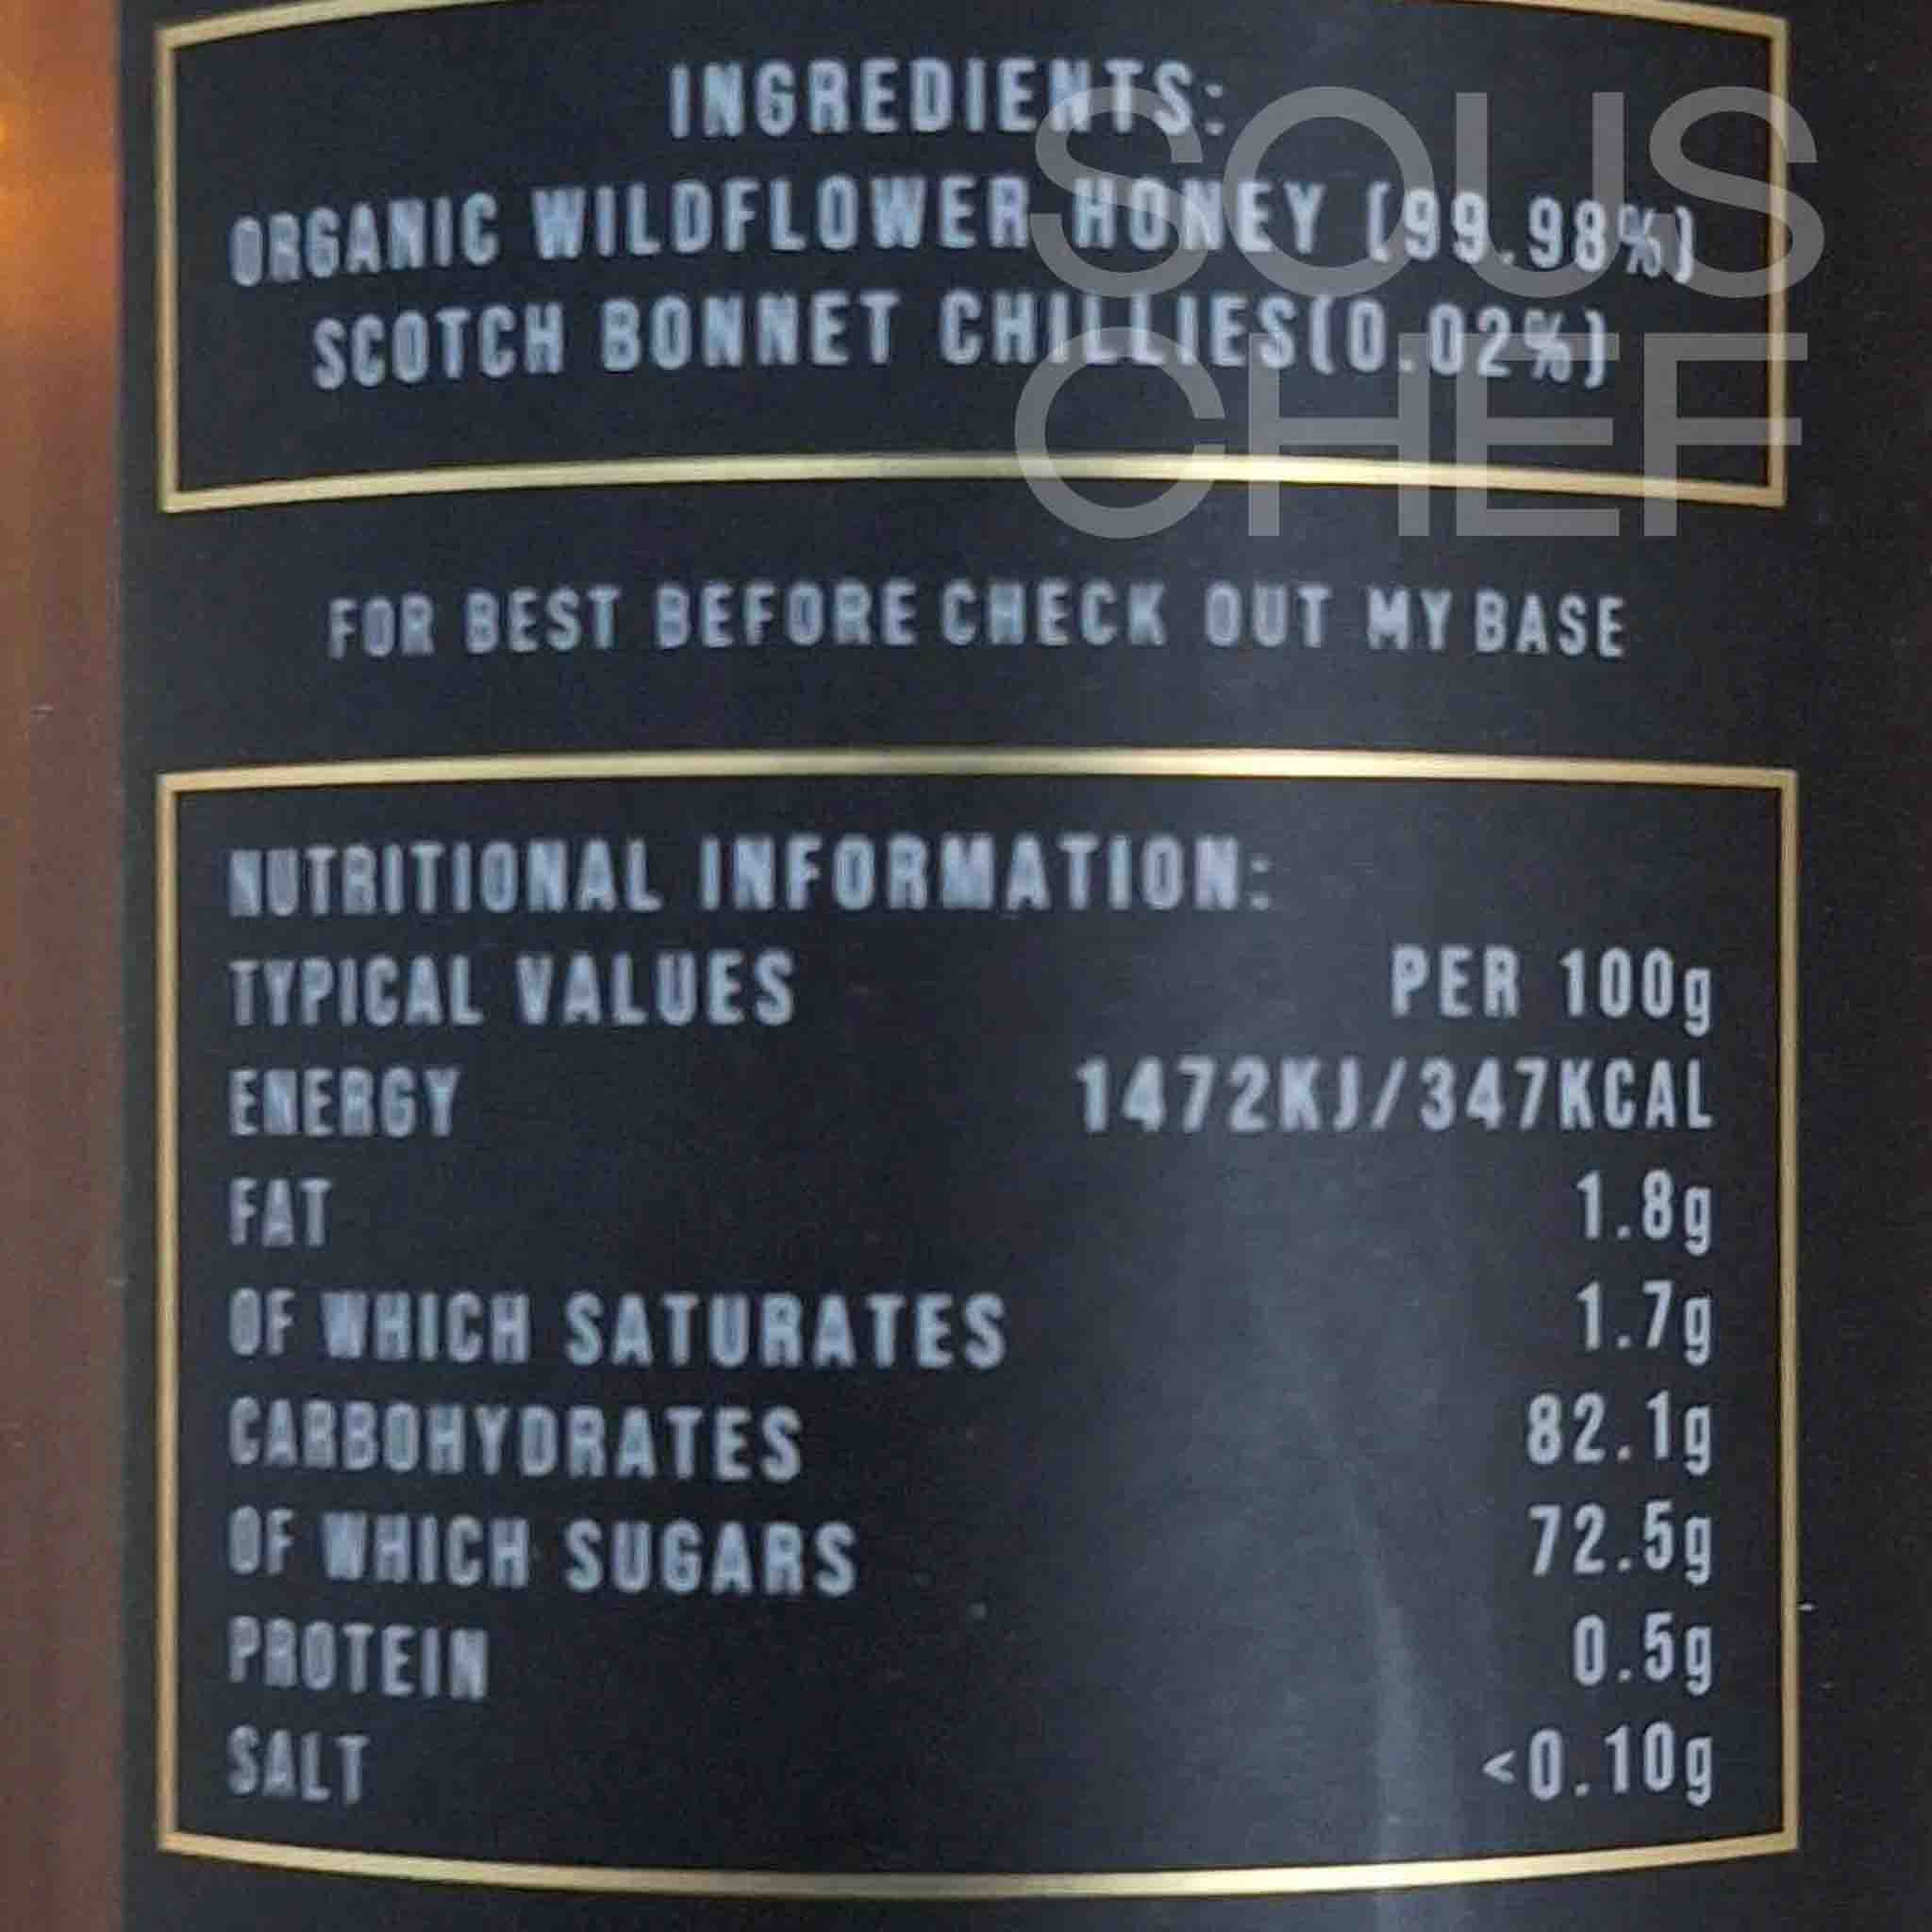 INGREDIENTS:
ORGANIC WILDFLOWER HONEY (99.98%)
SCOTCH BONNET CHILLIES(0.02%)
SOUS
CHEF
FOR BEST BEFORE CHECK OUT MY BASE
NUTRITIONAL INFORMATION:
TYPICAL VALUES PER 100g
ENERGY 1472KJ/347KCAL
FAT 1.8g
OF WHICH SATURATES 1.7g
CARBOHYDRATES 82.1g
OF WHICH SUGARS 72.5g
PROTEIN 0.5g
SALT <0.10g